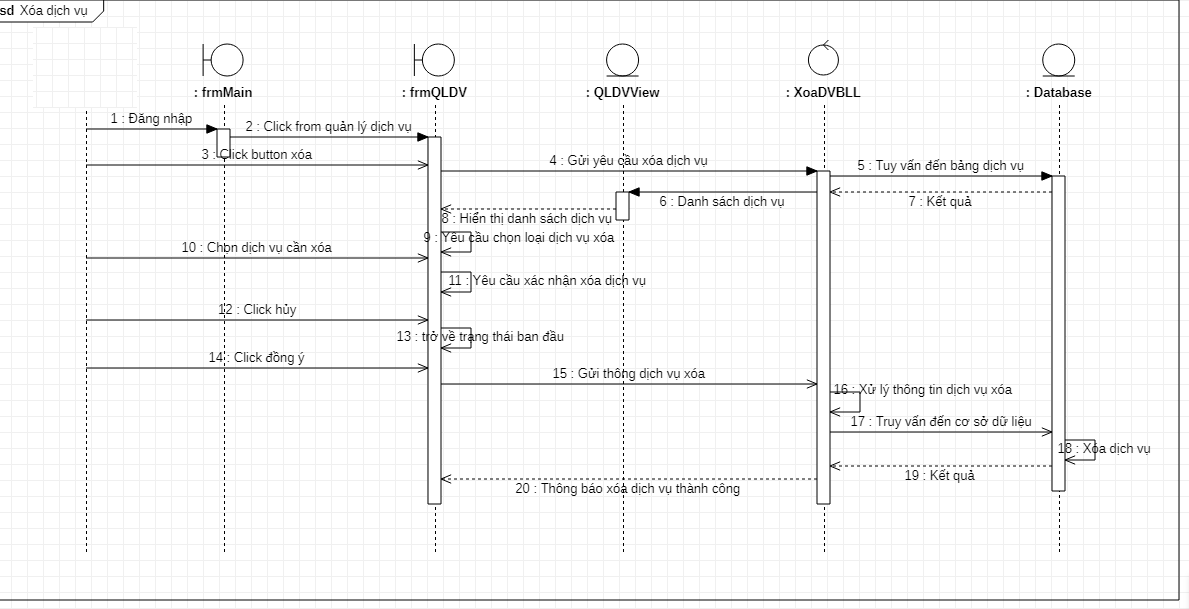 sd Xóa dịch vụ
: frmMain
: frmQLDV
: QLDVView
: XoaDVBLL
: Database
1 : Đăng nhập
2 : Click from quản lý dịch vụ
3 : Click button xóa
4 : Gửi yêu cầu xóa dịch vụ
5 : Tuy vấn đến bảng dịch vụ
6 : Danh sách dịch vụ
7 : Kết quả
8 : Hiển thị danh sách dịch vụ
9 : Yêu cầu chọn loại dịch vụ xóa
10 : Chọn dịch vụ cần xóa
11 : Yêu cầu xác nhận xóa dịch vụ
12 : Click hủy
13 : trở về trạng thái ban đầu
14 : Click đồng ý
15 : Gửi thông dịch vụ xóa
16 : Xử lý thông tin dịch vụ xóa
17 : Truy vấn đến cơ sở dữ liệu
18 : Xóa dịch vụ
19 : Kết quả
20 : Thông báo xóa dịch vụ thành công